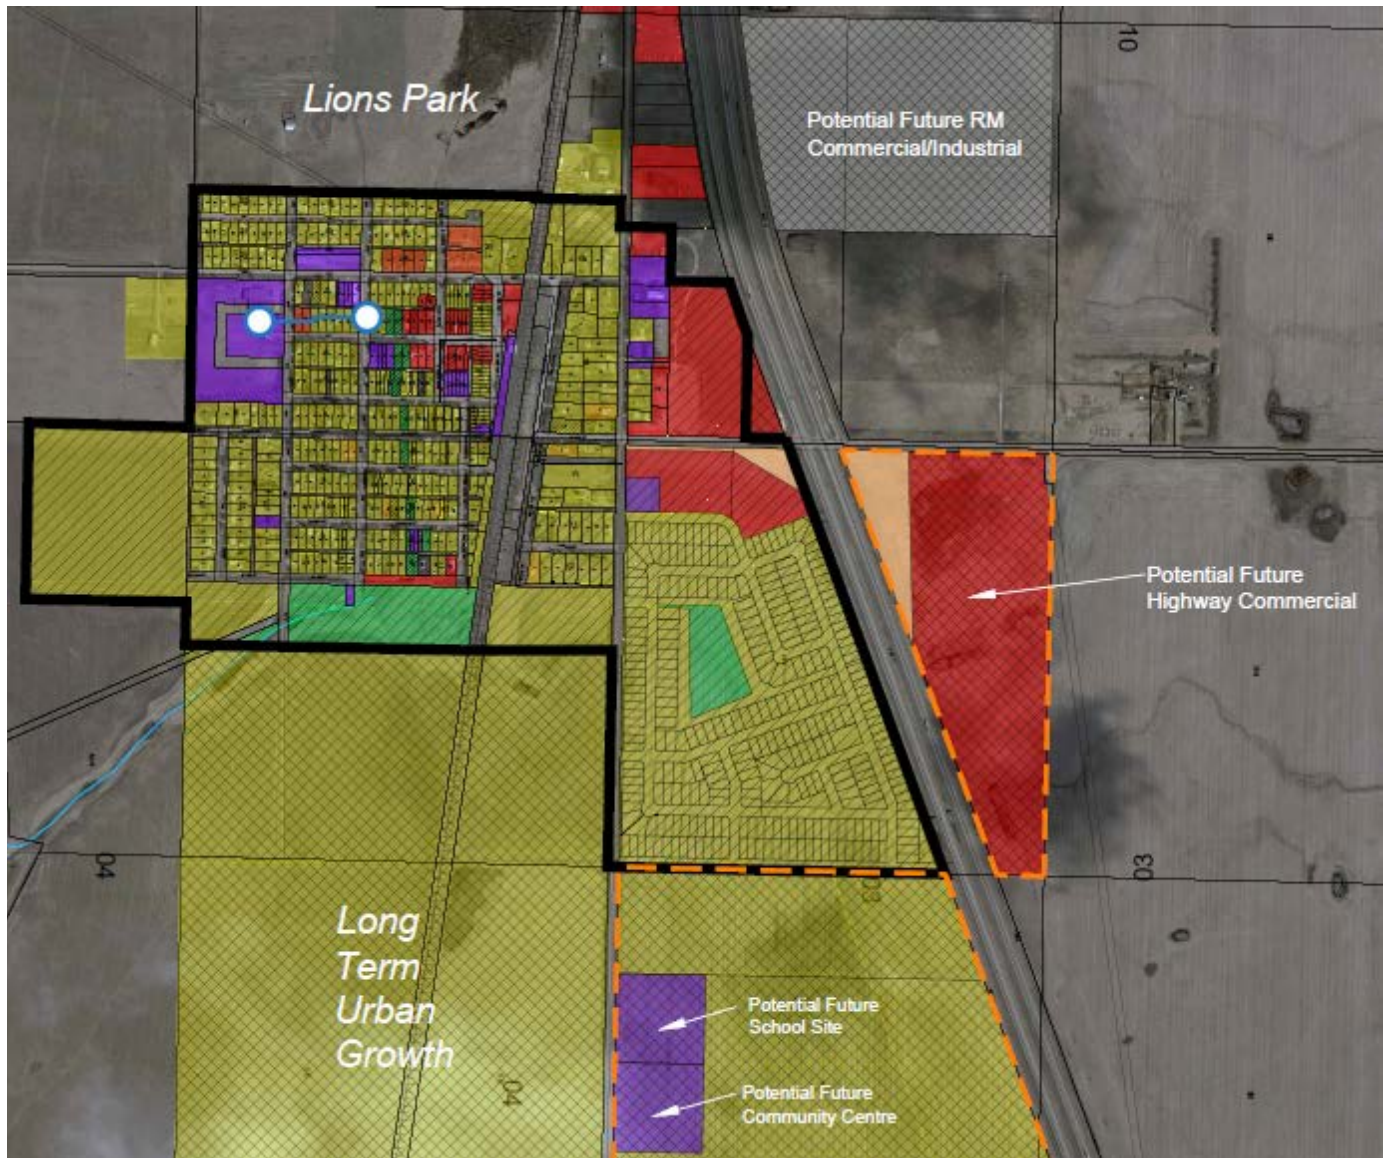 10
Lions Park
Potential Future RM
Commercial/Industrial
Potential Future
Highway Commercial
04
03
03
Long
Term
Urban
Growth
Potential Future
School Site
04
Potential Future
Community Centre